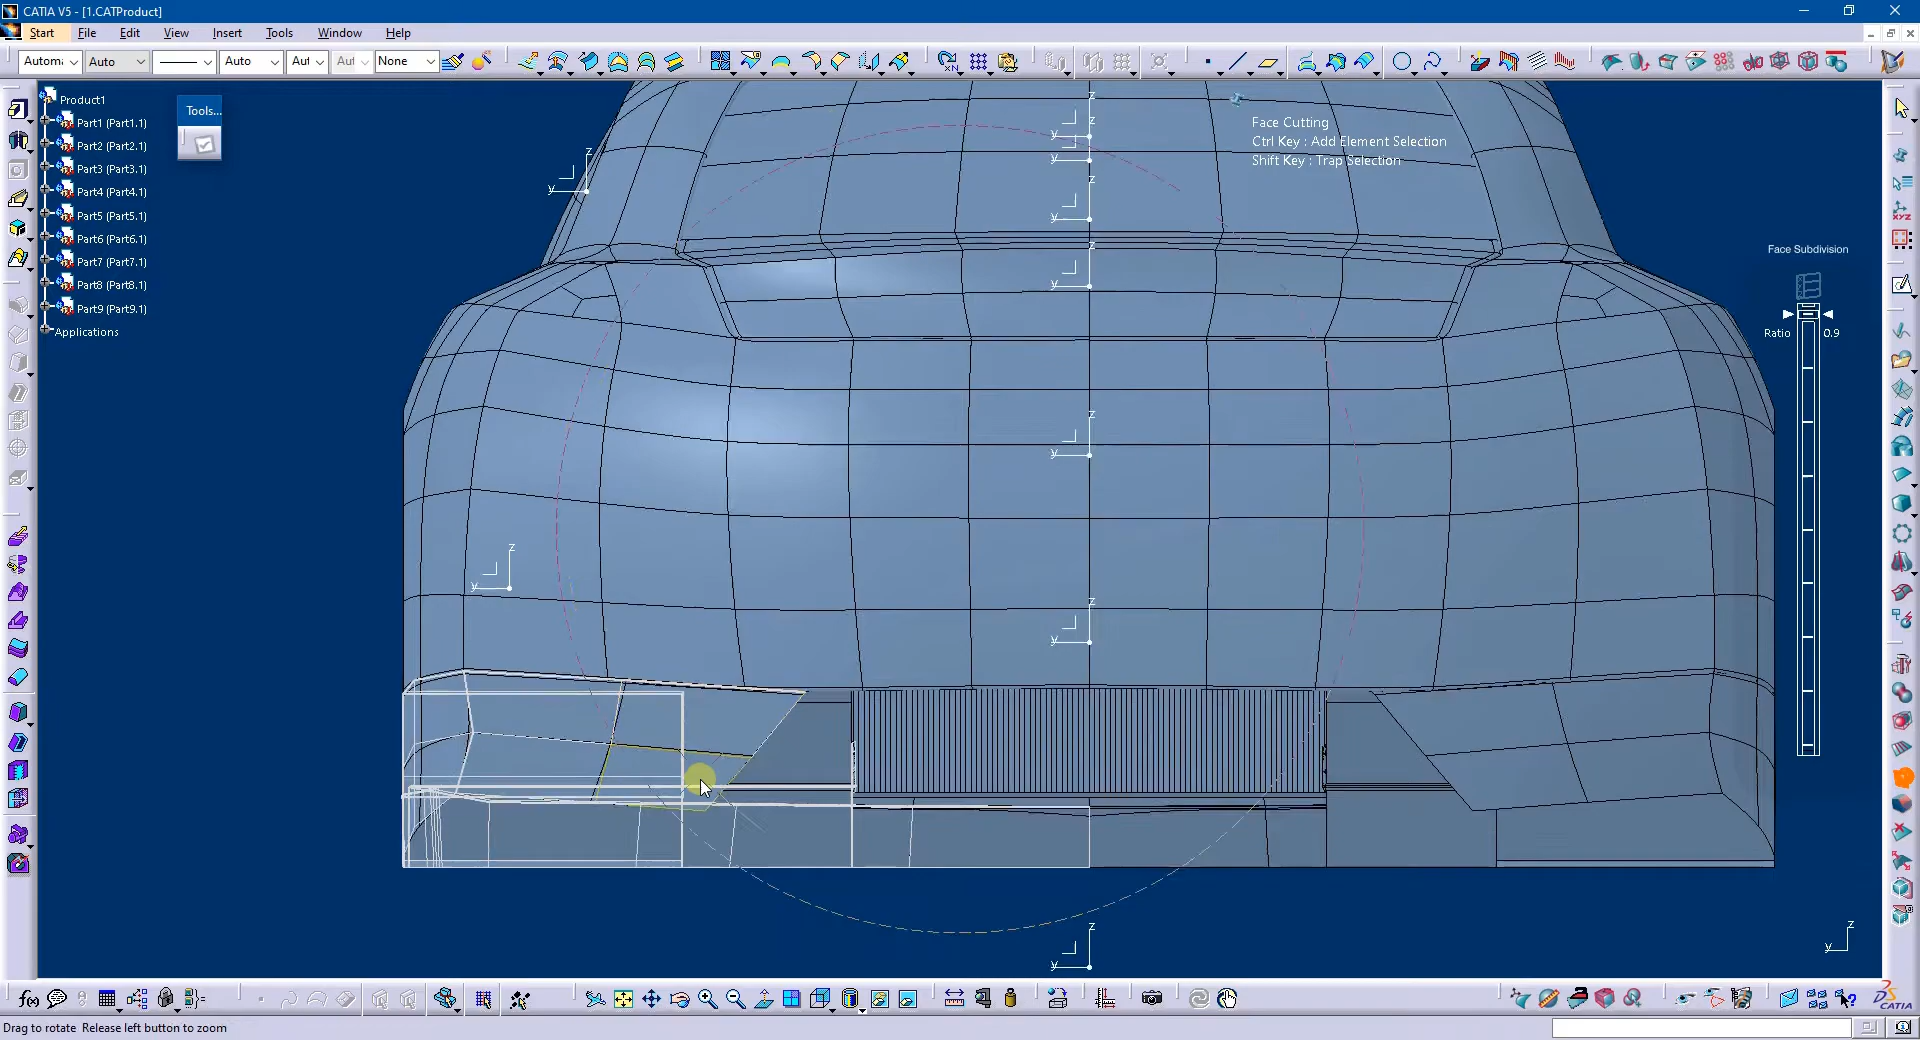 CATIA V5 - [1.CATProduct]
Start File Edit View Insert Tools Window Help
Automa Auto Auto Aut Aut None
Product1
Part1 (Part1.1)
Part2 (Part2.1)
Part3 (Part3.1)
Part4 (Part4.1)
Part5 (Part5.1)
Part6 (Part6.1)
Part7 (Part7.1)
Part8 (Part8.1)
Part9 (Part9.1)
Applications
Tools...
Face Cutting
Ctrl Key : Add Element Selection
Shift Key : Trap Selection
Face Subdivision
Ratio 0.9
z
y
z
z
y
y
z
y
z
y
z
y
z
y
z
y
z
y
z
y
XYZ
f(x)
CATIA
Drag to rotate Release left button to zoom